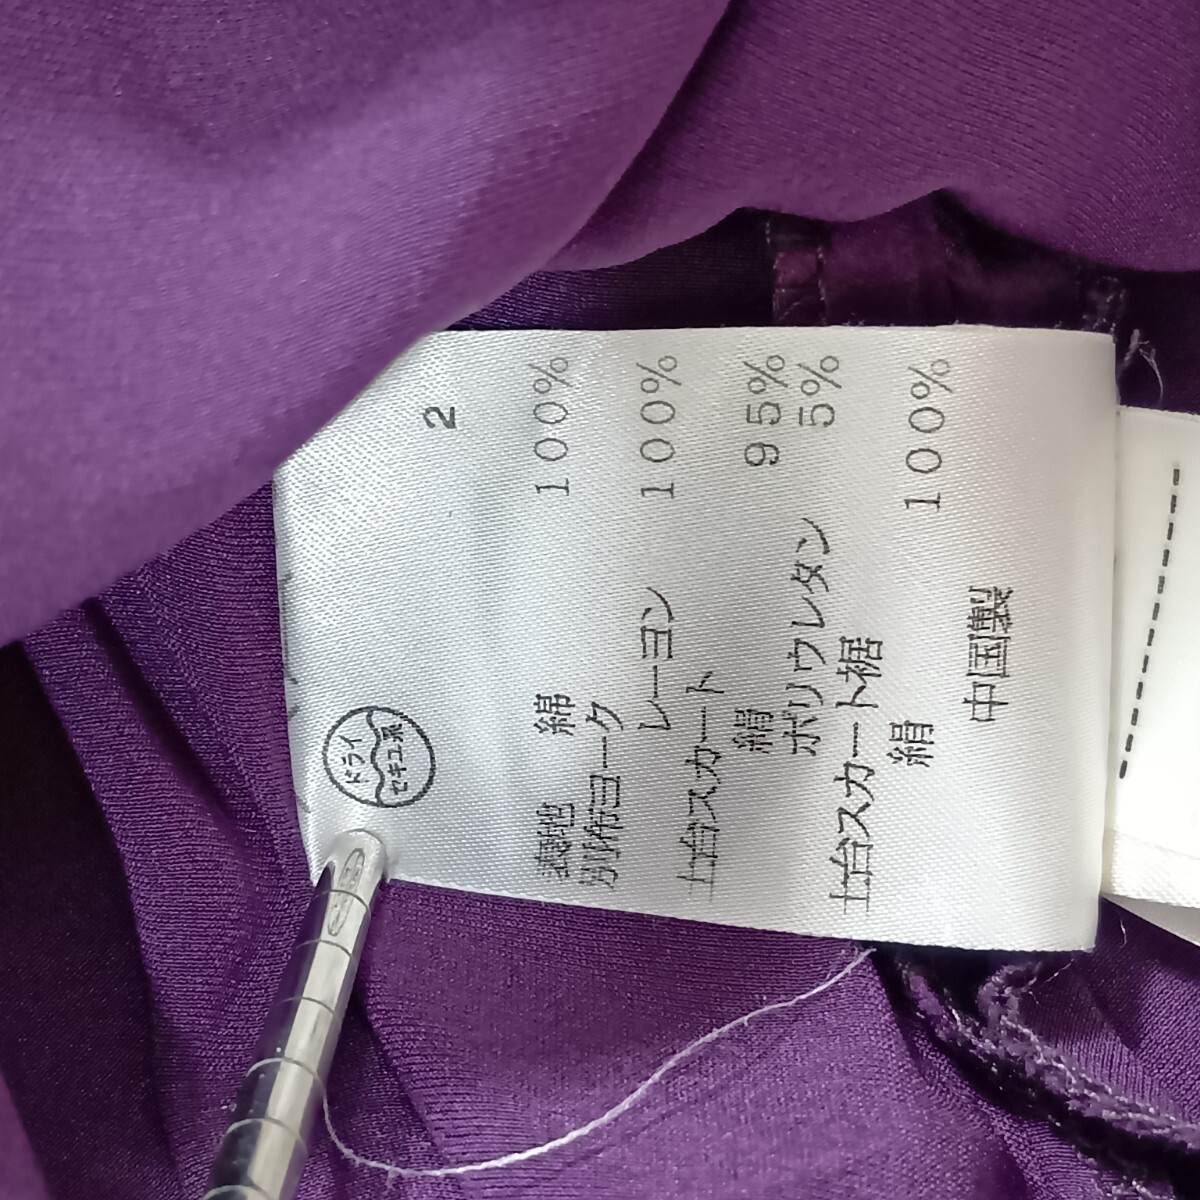 2
ドライ
セキユ系
表地 綿 100%
別布ヨーク
レーヨン 100%
土台スカート
絹 95%
ポリウレタン 5%
土台スカート裾
絹 100%
中国製